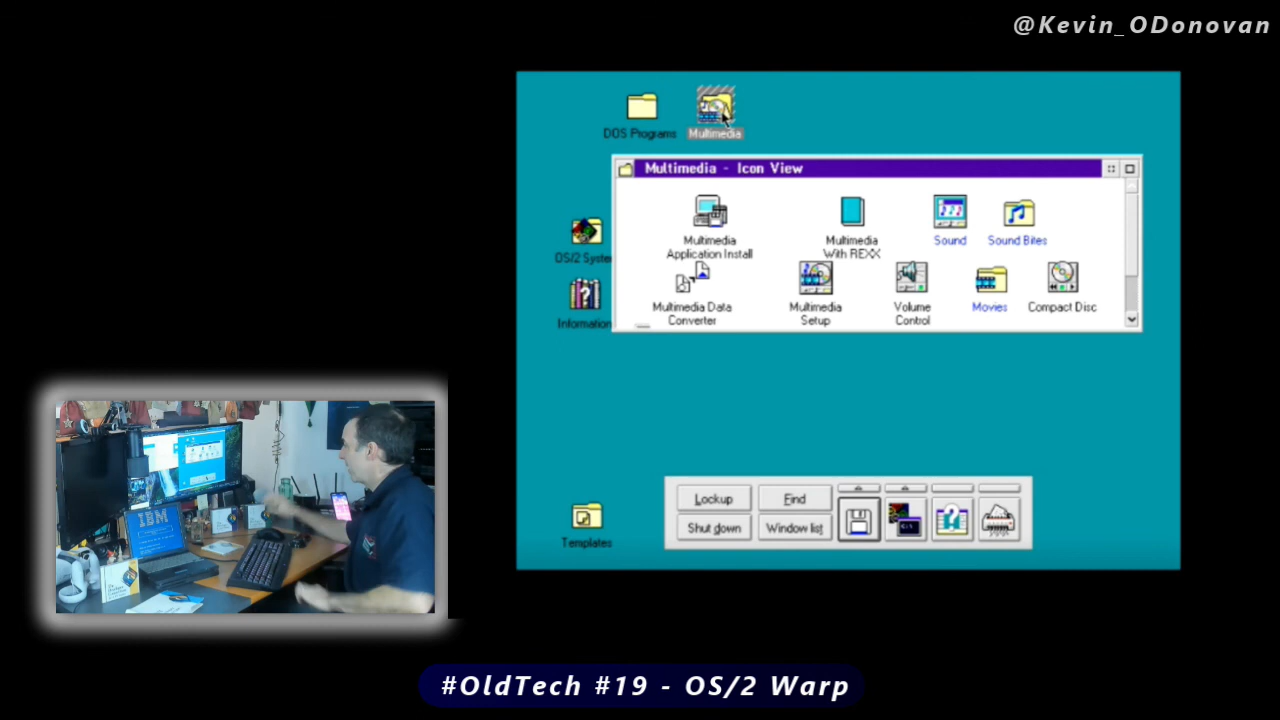 @Kevin_ODonovan
DOS Programs
Multimedia
Multimedia - Icon View
Multimedia
Application Install
Multimedia
With REXX
Sound
Sound Bites
OS/2 Syste
Multimedia Data
Converter
Multimedia
Setup
Volume
Control
Movies
Compact Disc
Information
Lockup
Find
Shut down
Window list
Templates
IBM
#OldTech #19 - OS/2 Warp